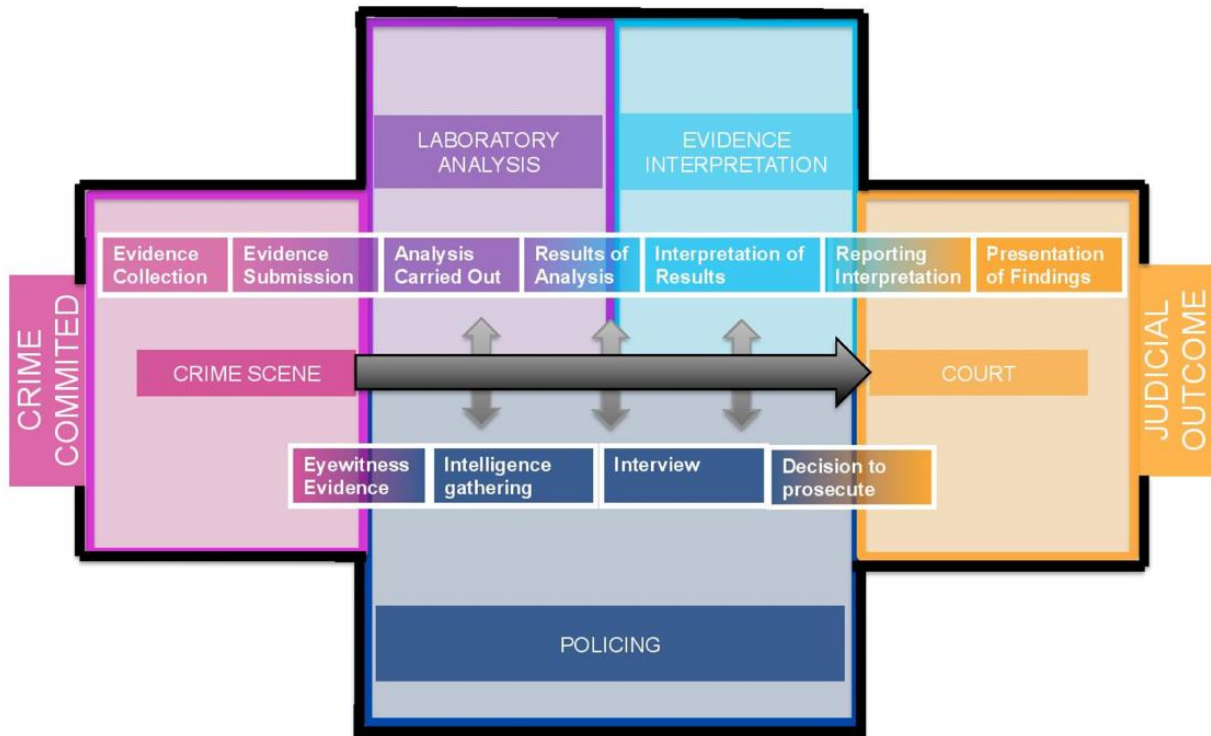 LABORATORY
ANALYSIS
EVIDENCE
INTERPRETATION
Evidence
Collection
Evidence
Submission
Analysis
Carried Out
Results of
Analysis
Interpretation of
Results
Reporting
Interpretation
Presentation
of Findings
CRIME
COMMITED
CRIME SCENE
COURT
JUDICIAL
OUTCOME
Eyewitness
Evidence
Intelligence
gathering
Interview
Decision to
prosecute
POLICING